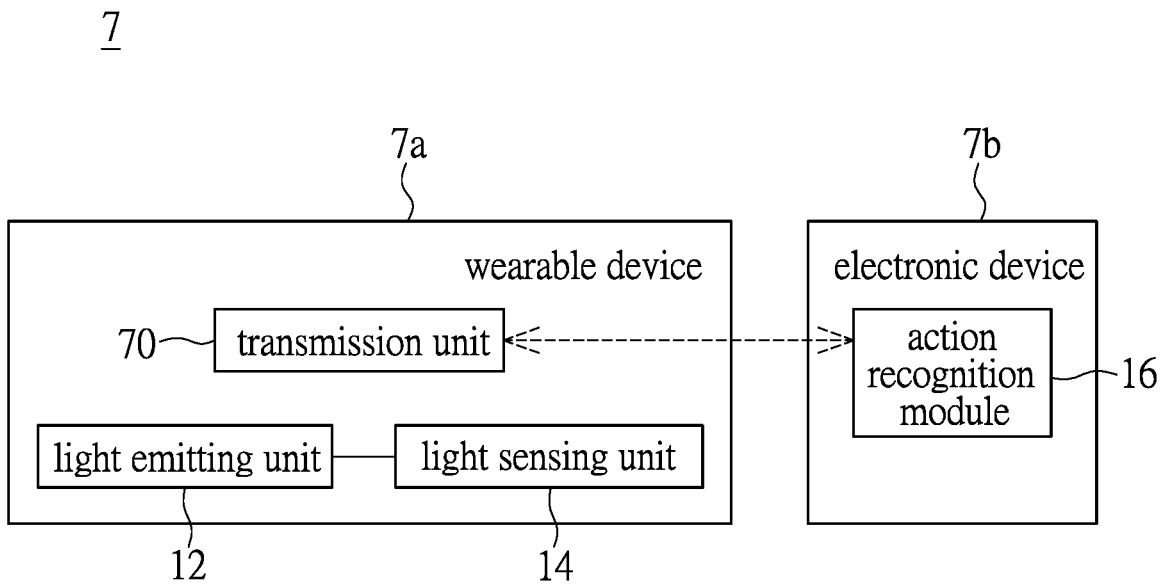 7
7a
7b
wearable device
electronic device
70
transmission unit
action
recognition
module
16
light emitting unit
light sensing unit
12
14